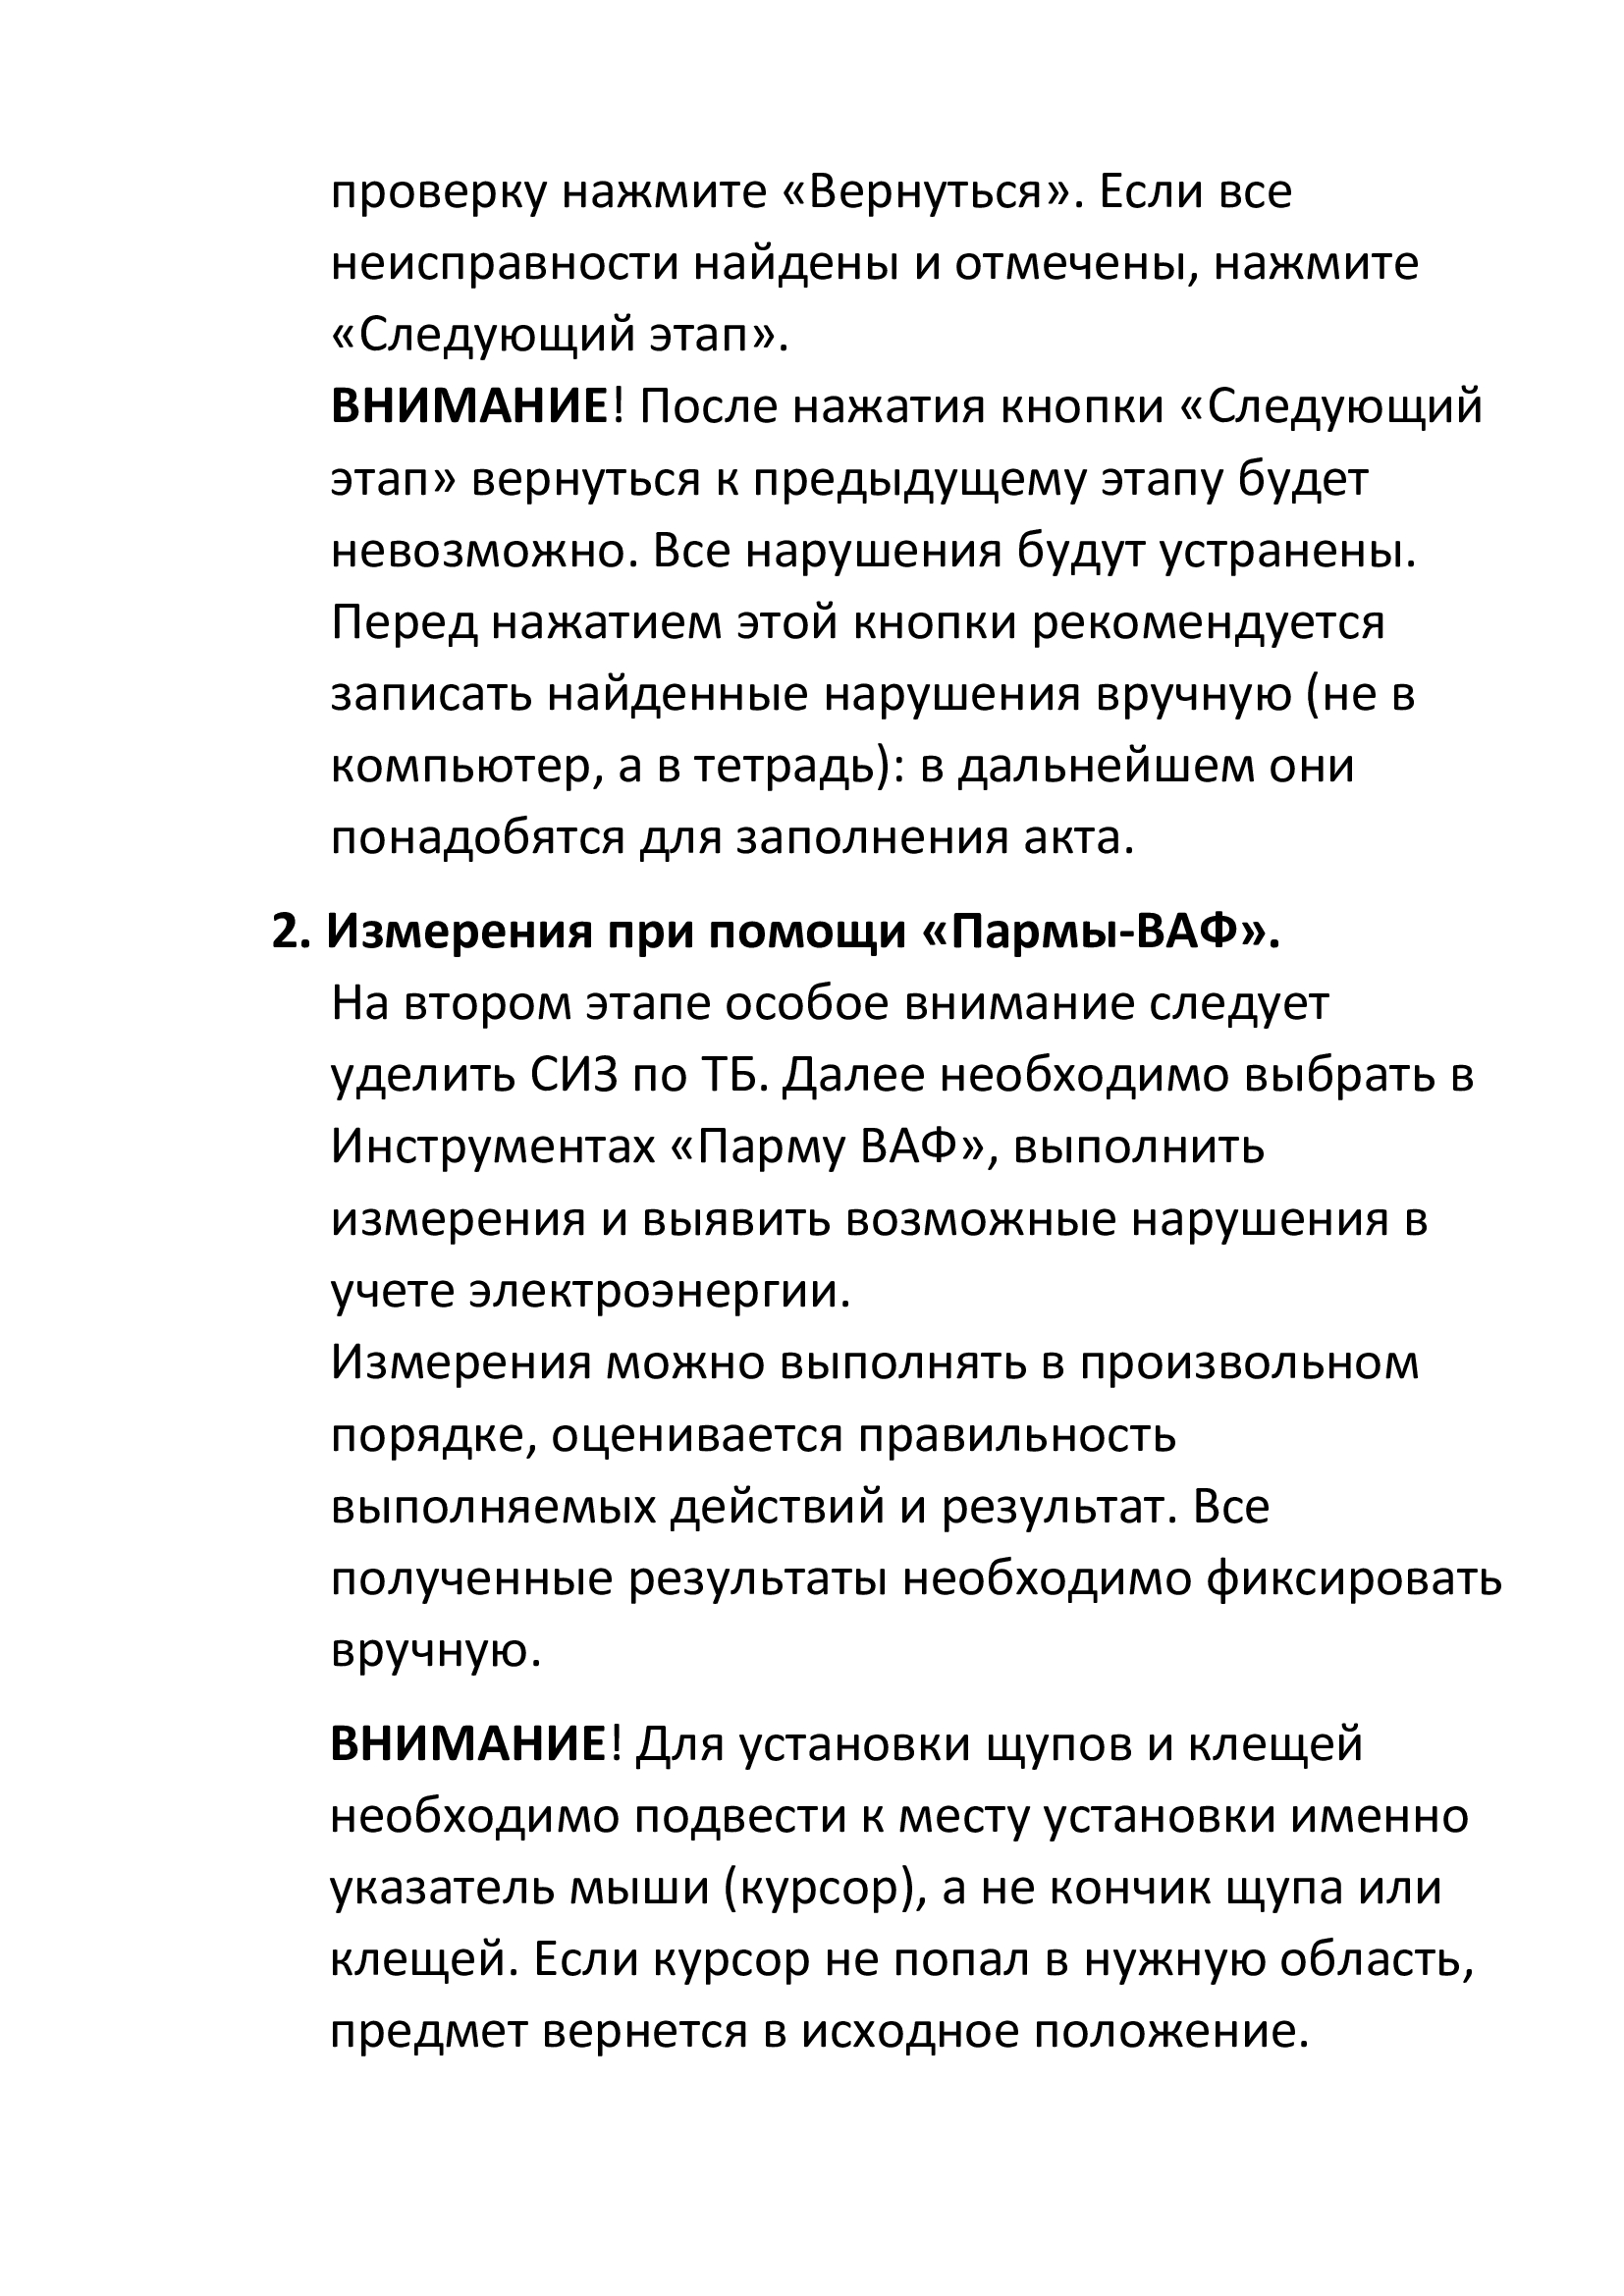 проверку нажмите «Вернуться». Если все
неисправности найдены и отмечены, нажмите
«Следующий этап».
ВНИМАНИЕ! После нажатия кнопки «Следующий
этап» вернуться к предыдущему этапу будет
невозможно. Все нарушения будут устранены.
Перед нажатием этой кнопки рекомендуется
записать найденные нарушения вручную (не в
компьютер, а в тетрадь): в дальнейшем они
понадобятся для заполнения акта.
2. Измерения при помощи «Пармы-ВАФ».
На втором этапе особое внимание следует
уделить СИЗ по ТБ. Далее необходимо выбрать в
Инструментах «Парму ВАФ», выполнить
измерения и выявить возможные нарушения в
учете электроэнергии.
Измерения можно выполнять в произвольном
порядке, оценивается правильность
выполняемых действий и результат. Все
полученные результаты необходимо фиксировать
вручную.
ВНИМАНИЕ! Для установки щупов и клещей
необходимо подвести к месту установки именно
указатель мыши (курсор), а не кончик щупа или
клещей. Если курсор не попал в нужную область,
предмет вернется в исходное положение.